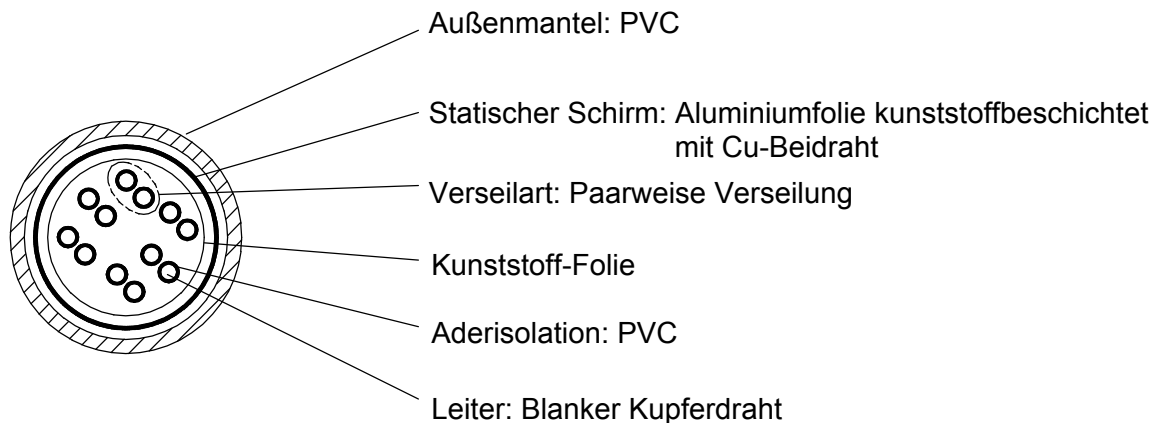 Außenmantel: PVC
Statischer Schirm: Aluminiumfolie kunststoffbeschichtet
mit Cu-Beidraht
Verseilart: Paarweise Verseilung
Kunststoff-Folie
Aderisolation: PVC
Leiter: Blanker Kupferdraht